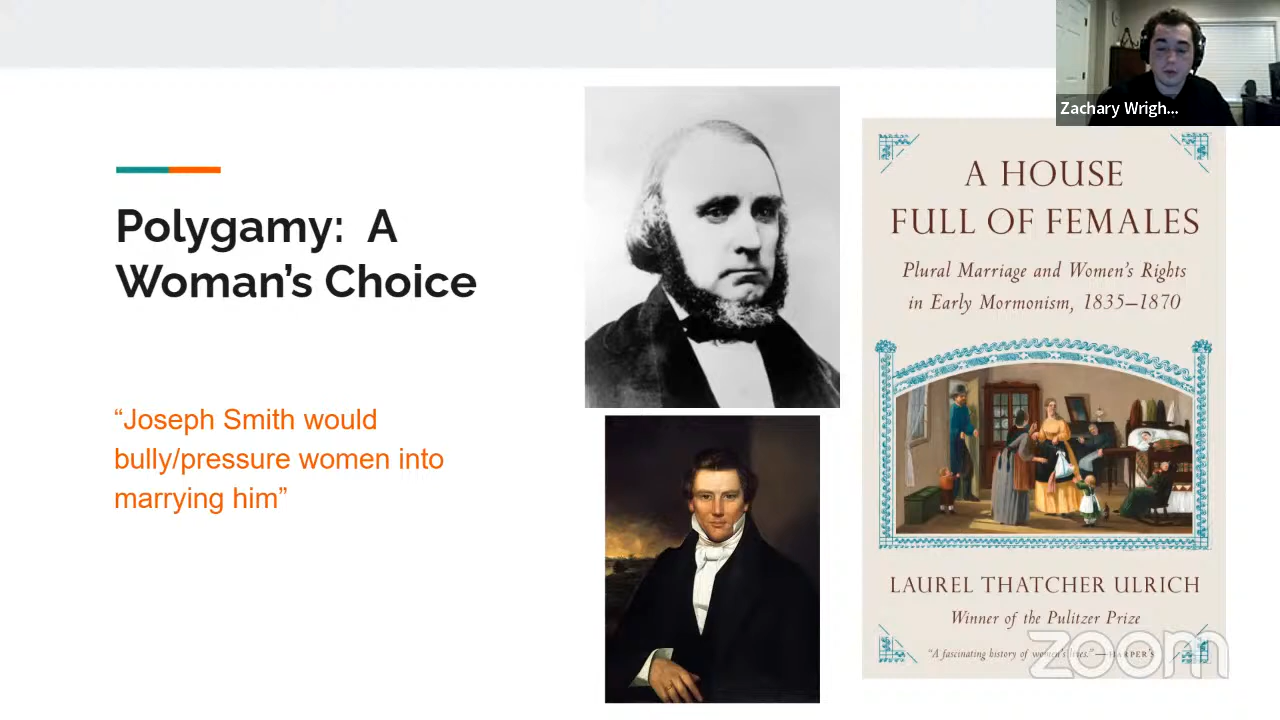 Zachary Wrigh...
Polygamy:  A
Woman's Choice
“Joseph Smith would
bully/pressure women into
marrying him”
A HOUSE
FULL OF FEMALES
Plural Marriage and Women's Rights
in Early Mormonism, 1835–1870
LAUREL THATCHER ULRICH
Winner of the Pulitzer Prize
“A fascinating history of women's lives.”—HARPER'S
zoom